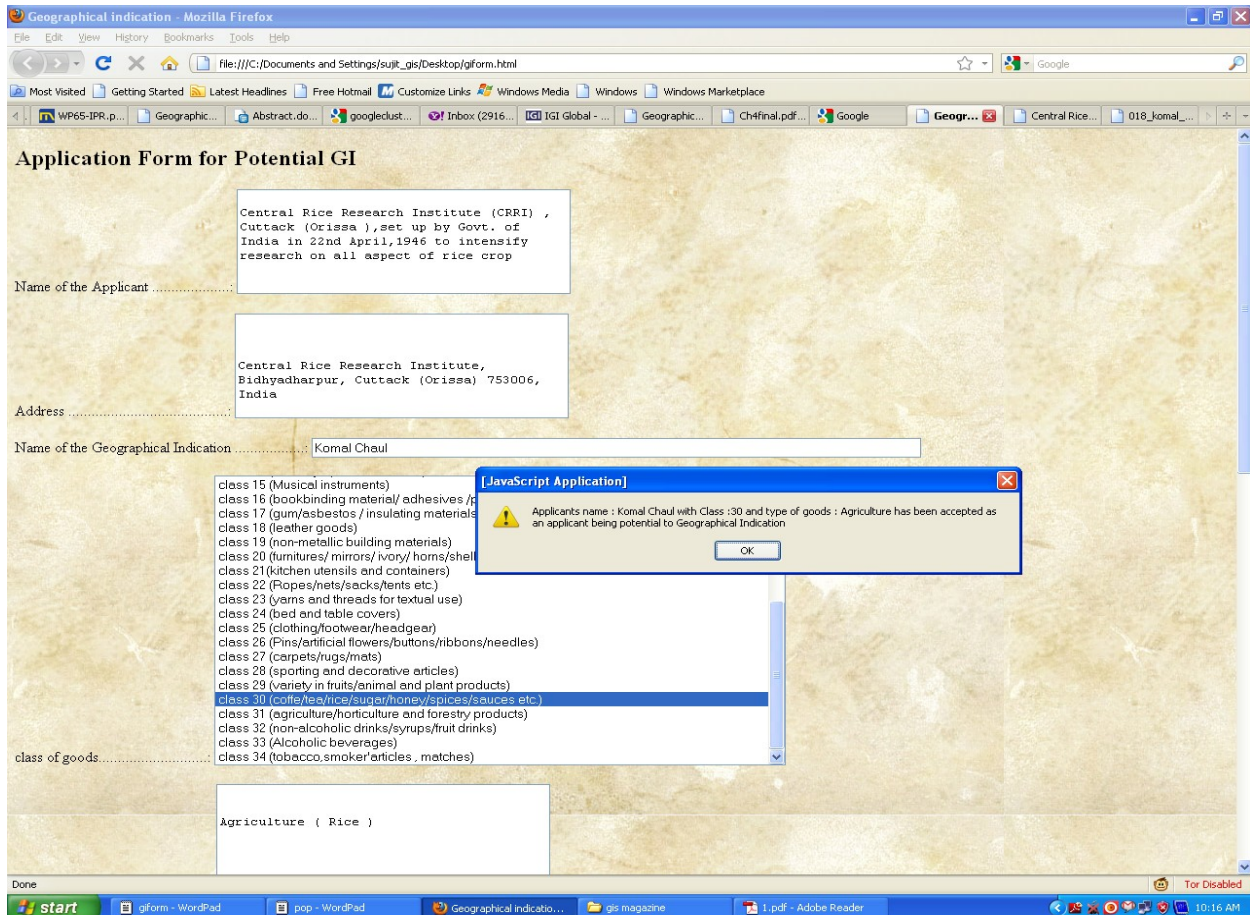 Geographical indication - Mozilla Firefox
File Edit View History Bookmarks Tools Help
file:///C:/Documents and Settings/sujit_gis/Desktop/giform.html
Google
Most Visited Getting Started Latest Headlines Free Hotmail Customize Links Windows Media Windows Windows Marketplace
WP65-IPR.p... Geographic... Abstract.do... googleclust... Inbox (2916... IGI IGI Global - ... Geographic... Ch4final.pdf... Google Geogr... Central Rice... 018_komal_...
Application Form for Potential GI
Central Rice Research Institute (CRRI) ,
Cuttack (Orissa ),set up by Govt. of
India in 22nd April,1946 to intensify
research on all aspect of rice crop
Name of the Applicant ....................:
Central Rice Research Institute,
Bidhyadharpur, Cuttack (Orissa) 753006,
India
Address .........................................:
Name of the Geographical Indication ..................: Komal Chaul
class 15 (Musical instruments)
class 16 (bookbinding material/ adhesives /p
class 17 (gum/asbestos / insulating materials
class 18 (leather goods)
class 19 (non-metallic building materials)
class 20 (furnitures/ mirrors/ ivory/ horns/shell
class 21(kitchen utensils and containers)
class 22 (Ropes/nets/sacks/tents etc.)
class 23 (yarns and threads for textual use)
class 24 (bed and table covers)
class 25 (clothing/footwear/headgear)
class 26 (Pins/artificial flowers/buttons/ribbons/needles)
class 27 (carpets/rugs/mats)
class 28 (sporting and decorative articles)
class 29 (variety in fruits/animal and plant products)
class 30 (coffe/tea/rice/sugar/honey/spices/sauces etc.)
class 31 (agriculture/horticulture and forestry products)
class 32 (non-alcoholic drinks/syrups/fruit drinks)
class 33 (Alcoholic beverages)
class 34 (tobacco,smoker'articles , matches)
class of goods............................:
[JavaScript Application]
Applicants name : Komal Chaul with Class :30 and type of goods : Agriculture has been accepted as
an applicant being potential to Geographical Indication
OK
Agriculture ( Rice )
Done
Tor Disabled
start giform - WordPad pop - WordPad Geographical indicatio... gis magazine 1.pdf - Adobe Reader 10:16 AM